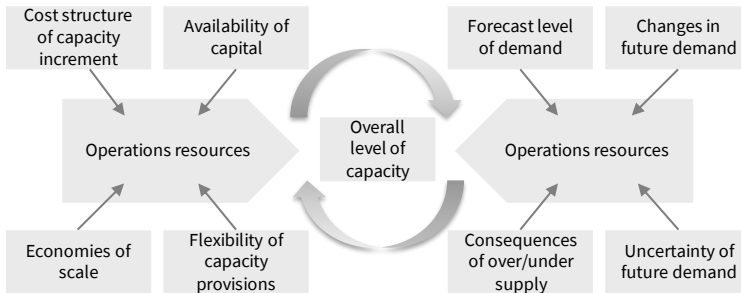 Cost structure
of capacity
increment
Availability of
capital
Forecast level
of demand
Changes in
future demand
Operations resources
Overall
level of
capacity
Operations resources
Economies of
scale
Flexibility of
capacity
provisions
Consequences
of over/under
supply
Uncertainty of
future demand